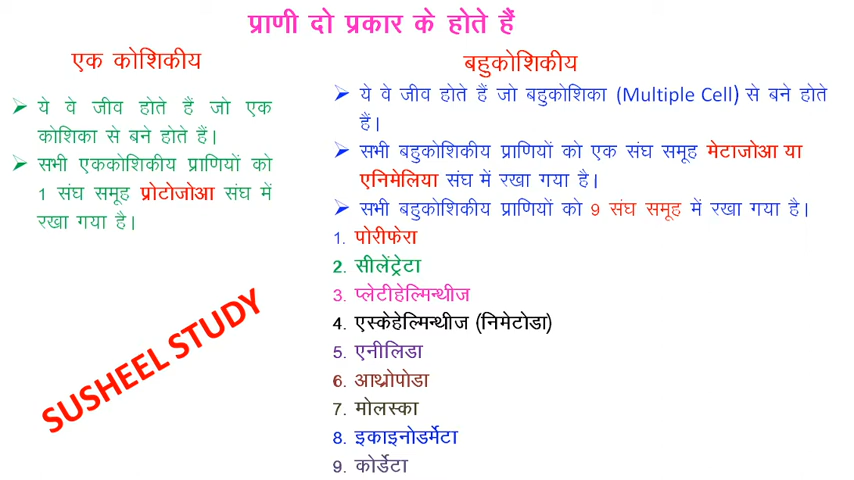 प्राणी दो प्रकार के होते हैं
एक कोशिकीय
➢ ये वे जीव होते हैं जो एक
कोशिका से बने होते हैं।
➢ सभी एककोशिकीय प्राणियों को
1 संघ समूह प्रोटोजोआ संघ में
रखा गया है।
SUSHEEL STUDY
बहुकोशिकीय
➢ ये वे जीव होते हैं जो बहुकोशिका (Multiple Cell) से बने होते
हैं।
➢ सभी बहुकोशिकीय प्राणियों को एक संघ समूह मेटाजोआ या
एनिमेलिया संघ में रखा गया है।
➢ सभी बहुकोशिकीय प्राणियों को 9 संघ समूह में रखा गया है।
1. पोरीफेरा
2. सीलेंट्रेटा
3. प्लेटीहेल्मिन्थीज
4. एस्केहेल्मिन्थीज (निमेटोडा)
5. एनीलिडा
6. आथ्रोपोडा
7. मोलस्का
8. इकाइनोडर्मेटा
9. कोर्डेटा